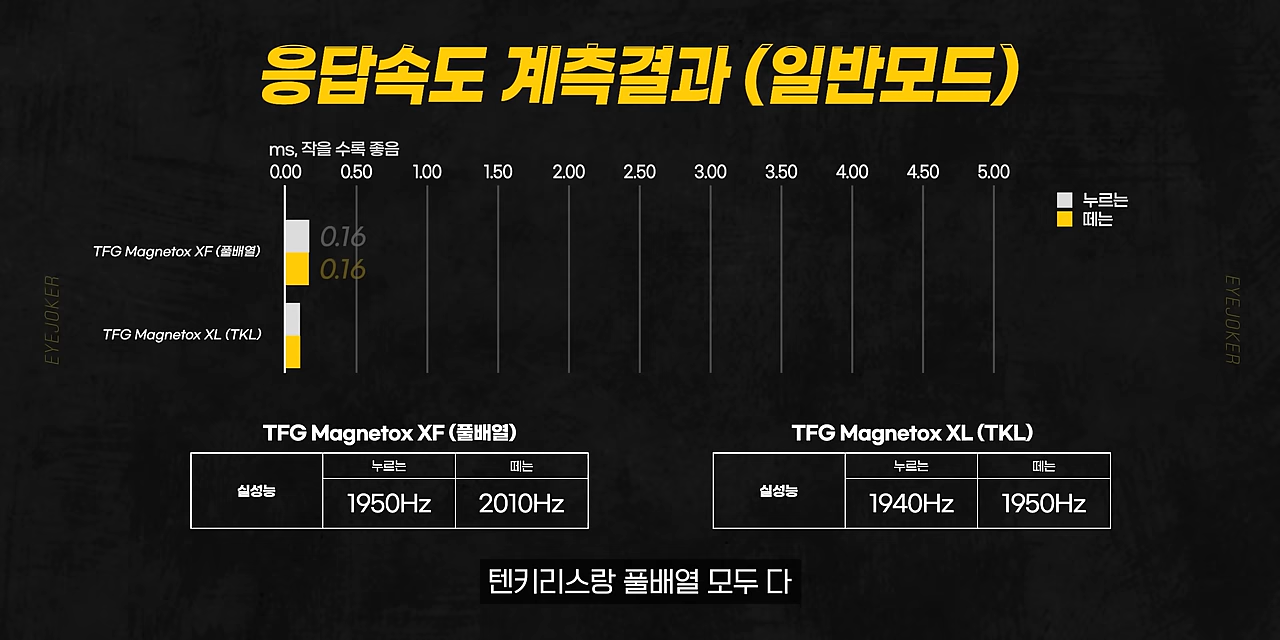 응답속도 계측결과 (일반모드)
ms, 작을 수록 좋음
0.00 0.50 1.00 1.50 2.00 2.50 3.00 3.50 4.00 4.50 5.00
누르는
떼는
TFG Magnetox XF (풀배열)
0.16
0.16
TFG Magnetox XL (TKL)
EYEJOKER
EYEJOKER
TFG Magnetox XF (풀배열)
실성능
누르는 떼는
1950Hz 2010Hz
TFG Magnetox XL (TKL)
실성능
누르는 떼는
1940Hz 1950Hz
텐키리스랑 풀배열 모두 다